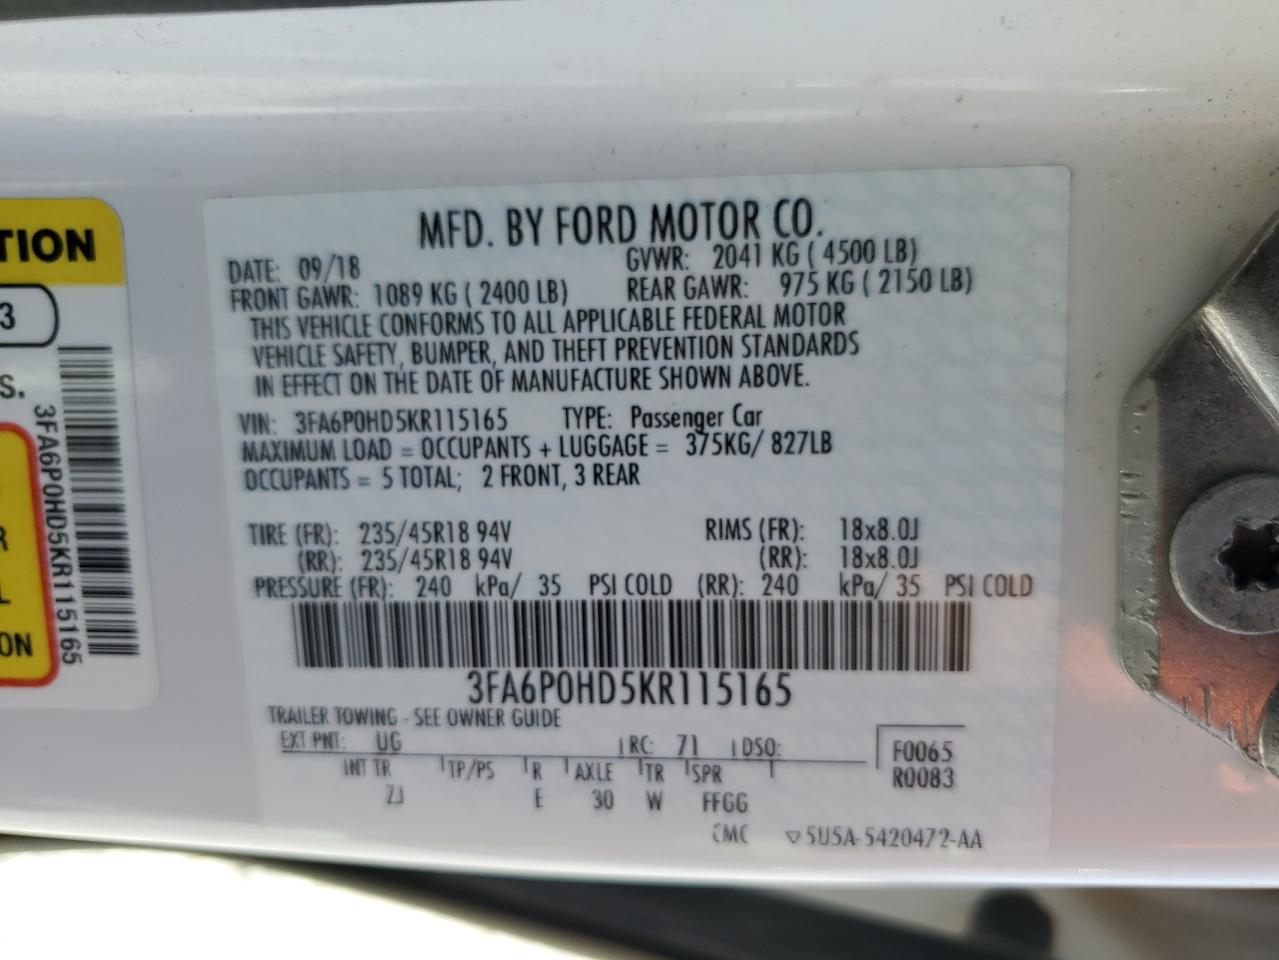 TION
3
S.
R
L
ON
3FA6P0HD5KR115165
MFD. BY FORD MOTOR CO.
DATE: 09/18 GVWR: 2041 KG ( 4500 LB)
FRONT GAWR: 1089 KG ( 2400 LB) REAR GAWR: 975 KG ( 2150 LB)
THIS VEHICLE CONFORMS TO ALL APPLICABLE FEDERAL MOTOR
VEHICLE SAFETY, BUMPER, AND THEFT PREVENTION STANDARDS
IN EFFECT ON THE DATE OF MANUFACTURE SHOWN ABOVE.
VIN: 3FA6P0HD5KR115165 TYPE: Passenger Car
MAXIMUM LOAD = OCCUPANTS + LUGGAGE = 375KG/ 827LB
OCCUPANTS = 5 TOTAL; 2 FRONT, 3 REAR
TIRE (FR): 235/45R18 94V RIMS (FR): 18x8.0J
(RR): 235/45R18 94V (RR): 18x8.0J
PRESSURE (FR): 240 kPa/ 35 PSI COLD (RR): 240 kPa/ 35 PSI COLD
3FA6P0HD5KR115165
TRAILER TOWING - SEE OWNER GUIDE
EXT PNT: UG RC: 71 DSO:
INT TR TP/PS R AXLE TR SPR
ZJ E 30 W FFGG
F0065
R0083
CMC ▽5U5A-5420472-AA